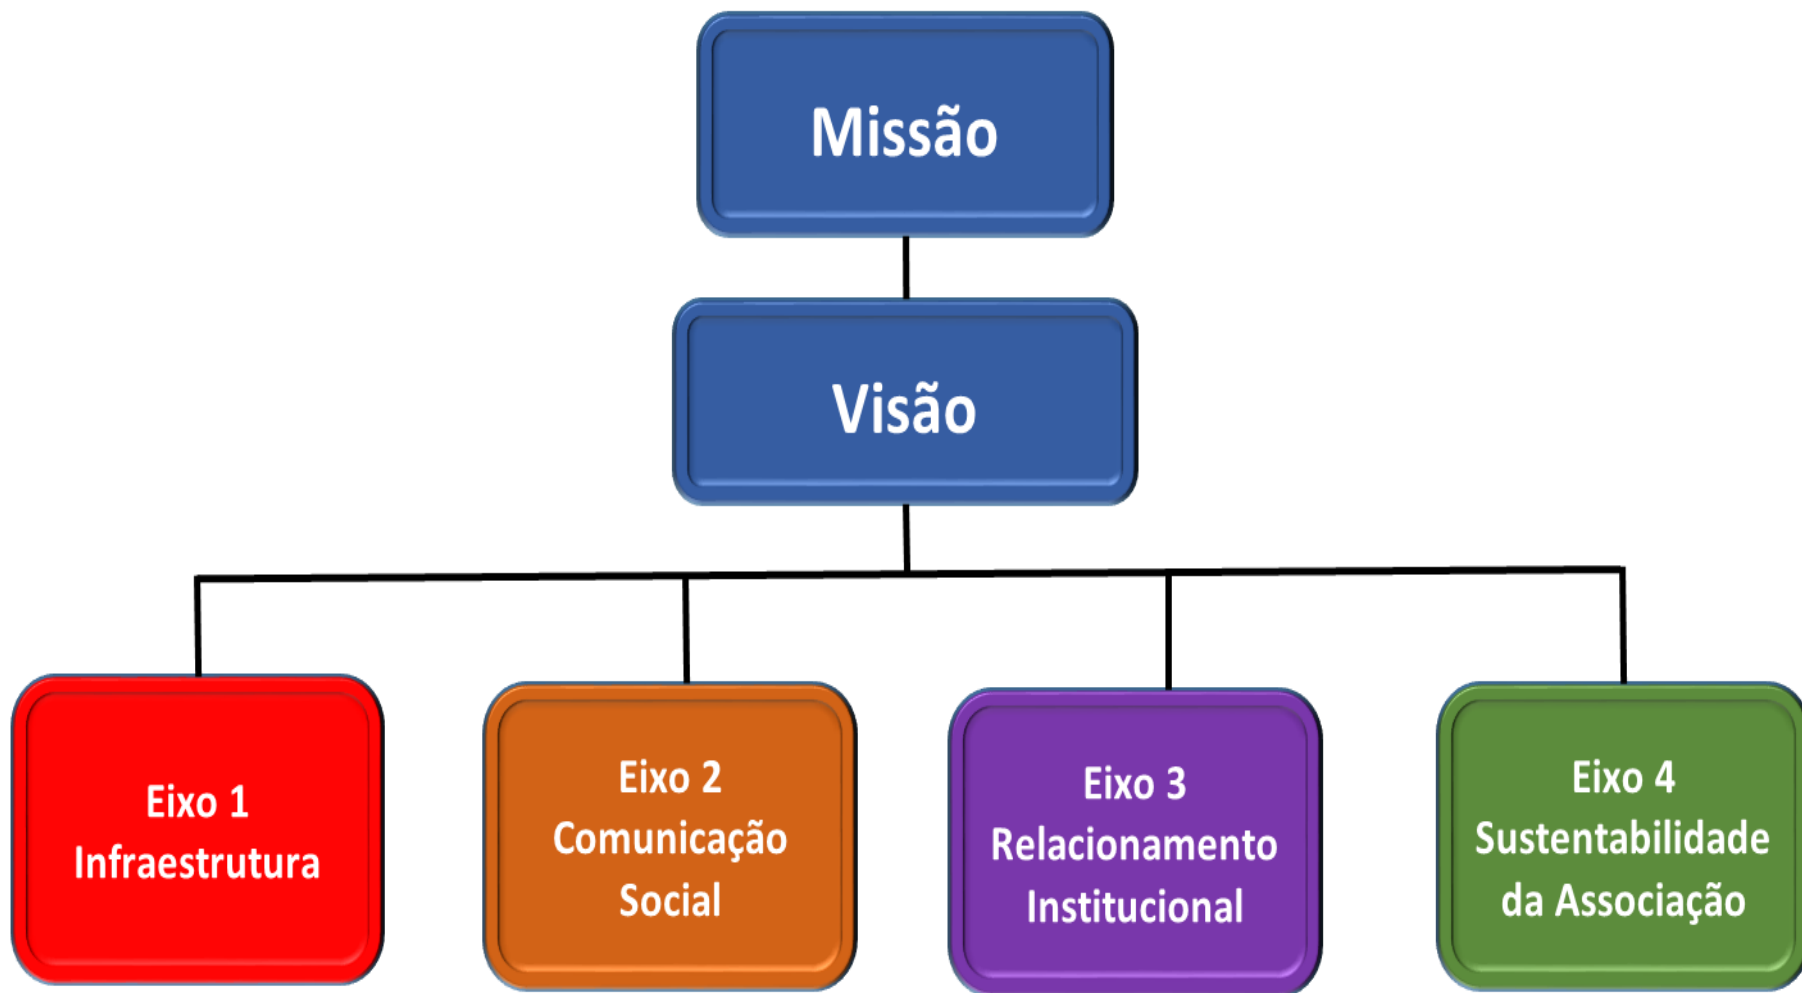 Missão
Visão
Eixo 1
Infraestrutura
Eixo 2
Comunicação
Social
Eixo 3
Relacionamento
Institucional
Eixo 4
Sustentabilidade
da Associação